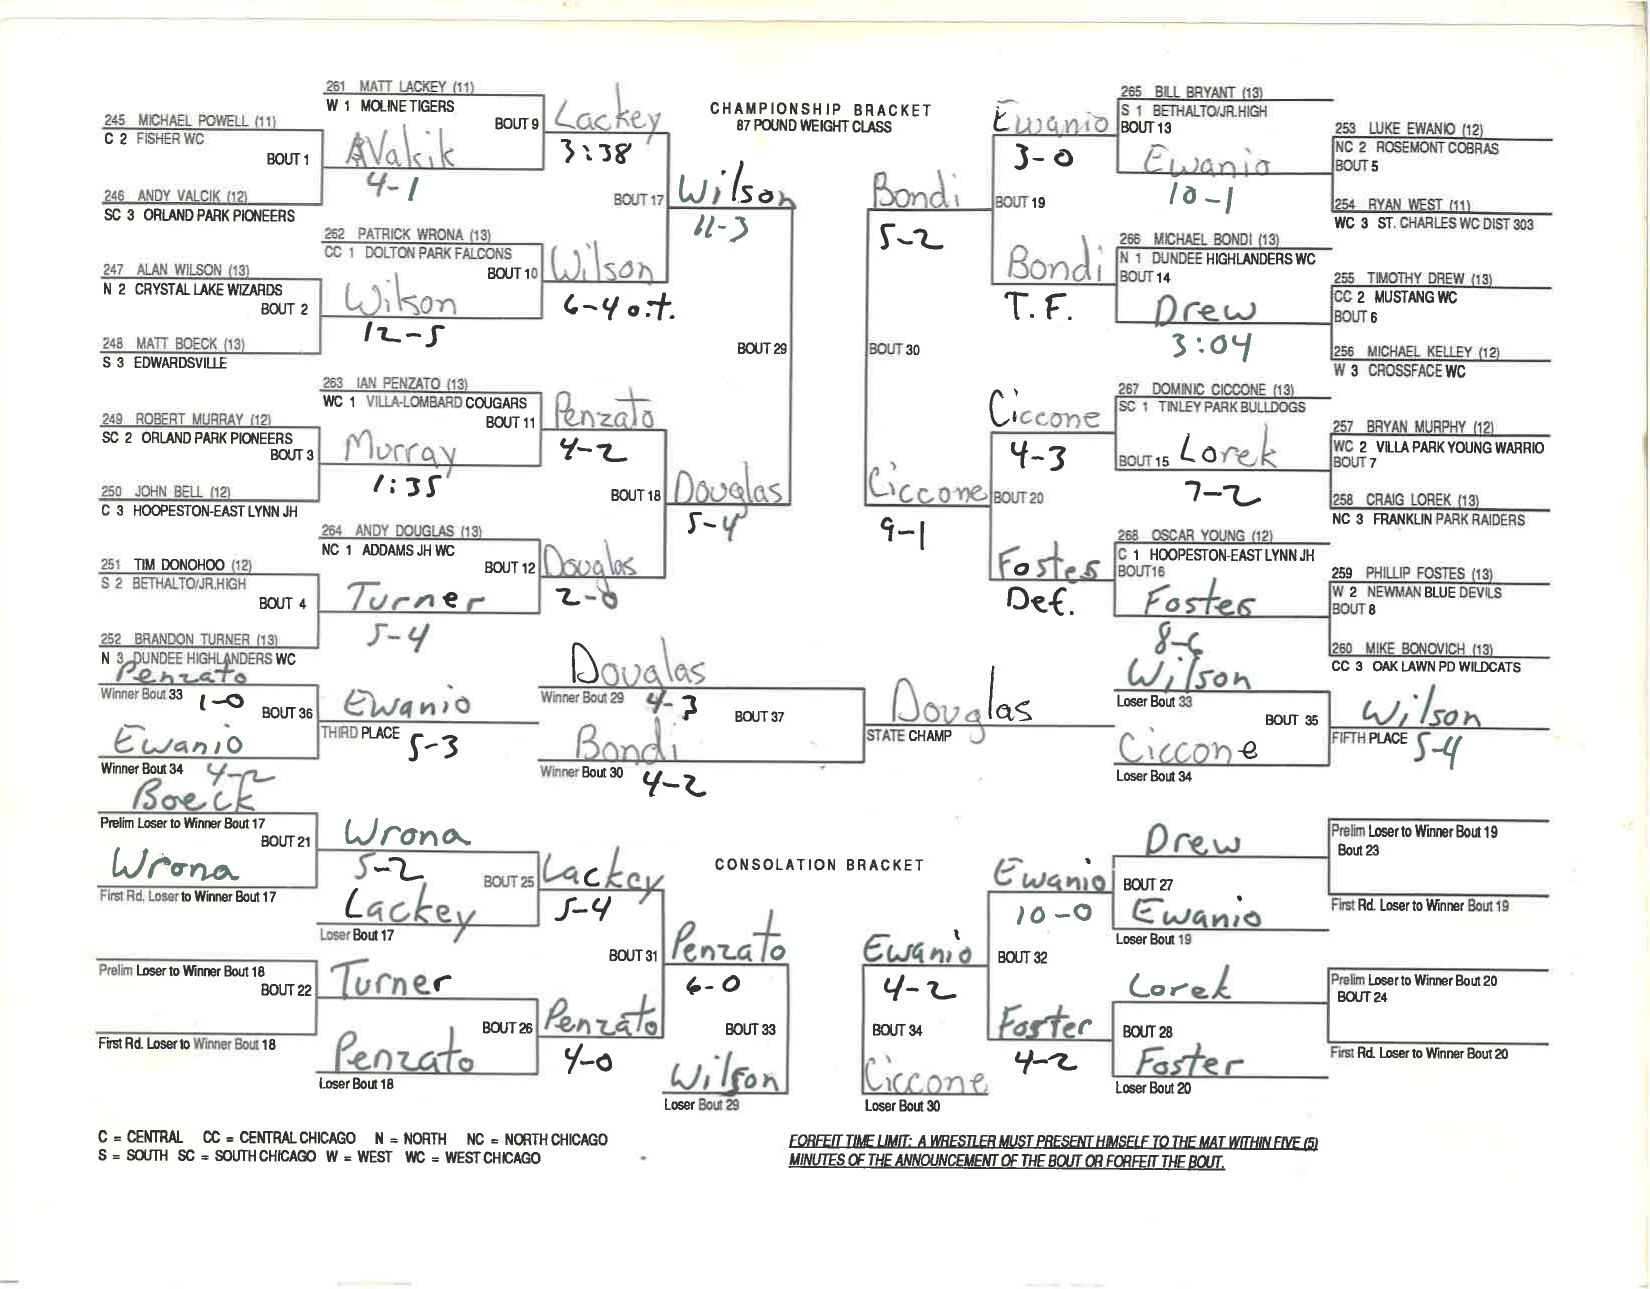 CHAMPIONSHIP BRACKET
87 POUND WEIGHT CLASS
261 MATT LACKEY (11)
W 1 MOLINE TIGERS
BOUT 9
Lackey
3:38
245 MICHAEL POWELL (11)
C 2 FISHER WC
BOUT 1
AValcik
4-1
246 ANDY VALCIK (12)
SC 3 ORLAND PARK PIONEERS
BOUT 17
Wilson
11-3
262 PATRICK WRONA (13)
CC 1 DOLTON PARK FALCONS
BOUT 10
Wilson
6-4 o.t.
247 ALAN WILSON (13)
N 2 CRYSTAL LAKE WIZARDS
BOUT 2
Wilson
12-5
248 MATT BOECK (13)
S 3 EDWARDSVILLE
BOUT 29
263 IAN PENZATO (13)
WC 1 VILLA-LOMBARD COUGARS
BOUT 11
Penzato
4-2
249 ROBERT MURRAY (12)
SC 2 ORLAND PARK PIONEERS
BOUT 3
Murray
1:35
250 JOHN BELL (12)
C 3 HOOPESTON-EAST LYNN JH
BOUT 18
Douglas
5-4
264 ANDY DOUGLAS (13)
NC 1 ADDAMS JH WC
BOUT 12
Douglas
2-0
251 TIM DONOHOO (12)
S 2 BETHALTO/JR.HIGH
BOUT 4
Turner
5-4
252 BRANDON TURNER (13)
N 3 DUNDEE HIGHLANDERS WC
265 BILL BRYANT (13)
S 1 BETHALTO/JR.HIGH
BOUT 13
Ewanio
3-0
253 LUKE EWANIO (12)
NC 2 ROSEMONT COBRAS
BOUT 5
Ewanio
10-1
254 RYAN WEST (11)
WC 3 ST. CHARLES WC DIST 303
Bondi
5-2
BOUT 19
266 MICHAEL BONDI (13)
N 1 DUNDEE HIGHLANDERS WC
BOUT 14
Bondi
T.F.
255 TIMOTHY DREW (13)
CC 2 MUSTANG WC
BOUT 6
Drew
3:04
256 MICHAEL KELLEY (12)
W 3 CROSSFACE WC
BOUT 30
267 DOMINIC CICCONE (13)
SC 1 TINLEY PARK BULLDOGS
Ciccone
4-3
BOUT 15
Lorek
7-2
257 BRYAN MURPHY (12)
WC 2 VILLA PARK YOUNG WARRIO
BOUT 7
258 CRAIG LOREK (13)
NC 3 FRANKLIN PARK RAIDERS
Ciccone
9-1
BOUT 20
268 OSCAR YOUNG (12)
C 1 HOOPESTON-EAST LYNN JH
BOUT16
Fostes
Def.
259 PHILLIP FOSTES (13)
W 2 NEWMAN BLUE DEVILS
BOUT 8
Fostes
8-6
260 MIKE BONOVICH (13)
CC 3 OAK LAWN PD WILDCATS
Penzato
Winner Bout 33
1-0
BOUT 36
Ewanio
THIRD PLACE
5-3
Ewanio
Winner Bout 34
4-2
Douglas
Winner Bout 29
4-3
BOUT 37
Bondi
Winner Bout 30
4-2
Douglas
STATE CHAMP
Wilson
Loser Bout 33
BOUT 35
Wilson
FIFTH PLACE
5-4
Ciccone
Loser Bout 34
CONSOLATION BRACKET
Boeck
Prelim Loser to Winner Bout 17
BOUT 21
Wrona
5-2
Wrona
First Rd. Loser to Winner Bout 17
BOUT 25
Lackey
5-4
Lackey
Loser Bout 17
BOUT 31
Penzato
6-0
Prelim Loser to Winner Bout 18
BOUT 22
Turner
First Rd. Loser to Winner Bout 18
BOUT 26
Penzato
4-0
Penzato
Loser Bout 18
BOUT 33
Wilson
Loser Bout 29
Drew
Prelim Loser to Winner Bout 19
Bout 23
Ewanio
10-0
BOUT 27
Ewanio
Loser Bout 19
First Rd. Loser to Winner Bout 19
Ewanio
4-2
BOUT 32
Lorek
Prelim Loser to Winner Bout 20
BOUT 24
Foster
4-2
BOUT 28
Foster
Loser Bout 20
First Rd. Loser to Winner Bout 20
BOUT 34
Ciccone
Loser Bout 30
C = CENTRAL CC = CENTRAL CHICAGO N = NORTH NC = NORTH CHICAGO
S = SOUTH SC = SOUTH CHICAGO W = WEST WC = WEST CHICAGO
FORFEIT TIME LIMIT: A WRESTLER MUST PRESENT HIMSELF TO THE MAT WITHIN FIVE (5)
MINUTES OF THE ANNOUNCEMENT OF THE BOUT OR FORFEIT THE BOUT.